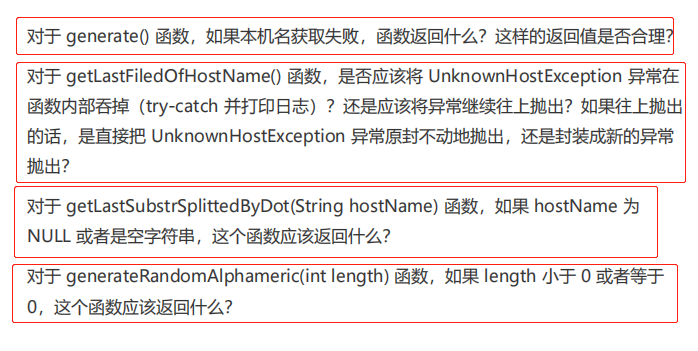 对于 generate() 函数，如果本机名获取失败，函数返回什么？这样的返回值是否合理？
对于 getLastFiledOfHostName() 函数，是否应该将 UnknownHostException 异常在
函数内部吞掉（try-catch 并打印日志）？还是应该将异常继续往上抛出？如果往上抛出
的话，是直接把 UnknownHostException 异常原封不动地抛出，还是封装成新的异常
抛出？
对于 getLastSubstrSplittedByDot(String hostName) 函数，如果 hostName 为
NULL 或者是空字符串，这个函数应该返回什么？
对于 generateRandomAlphameric(int length) 函数，如果 length 小于 0 或者等于
0，这个函数应该返回什么？